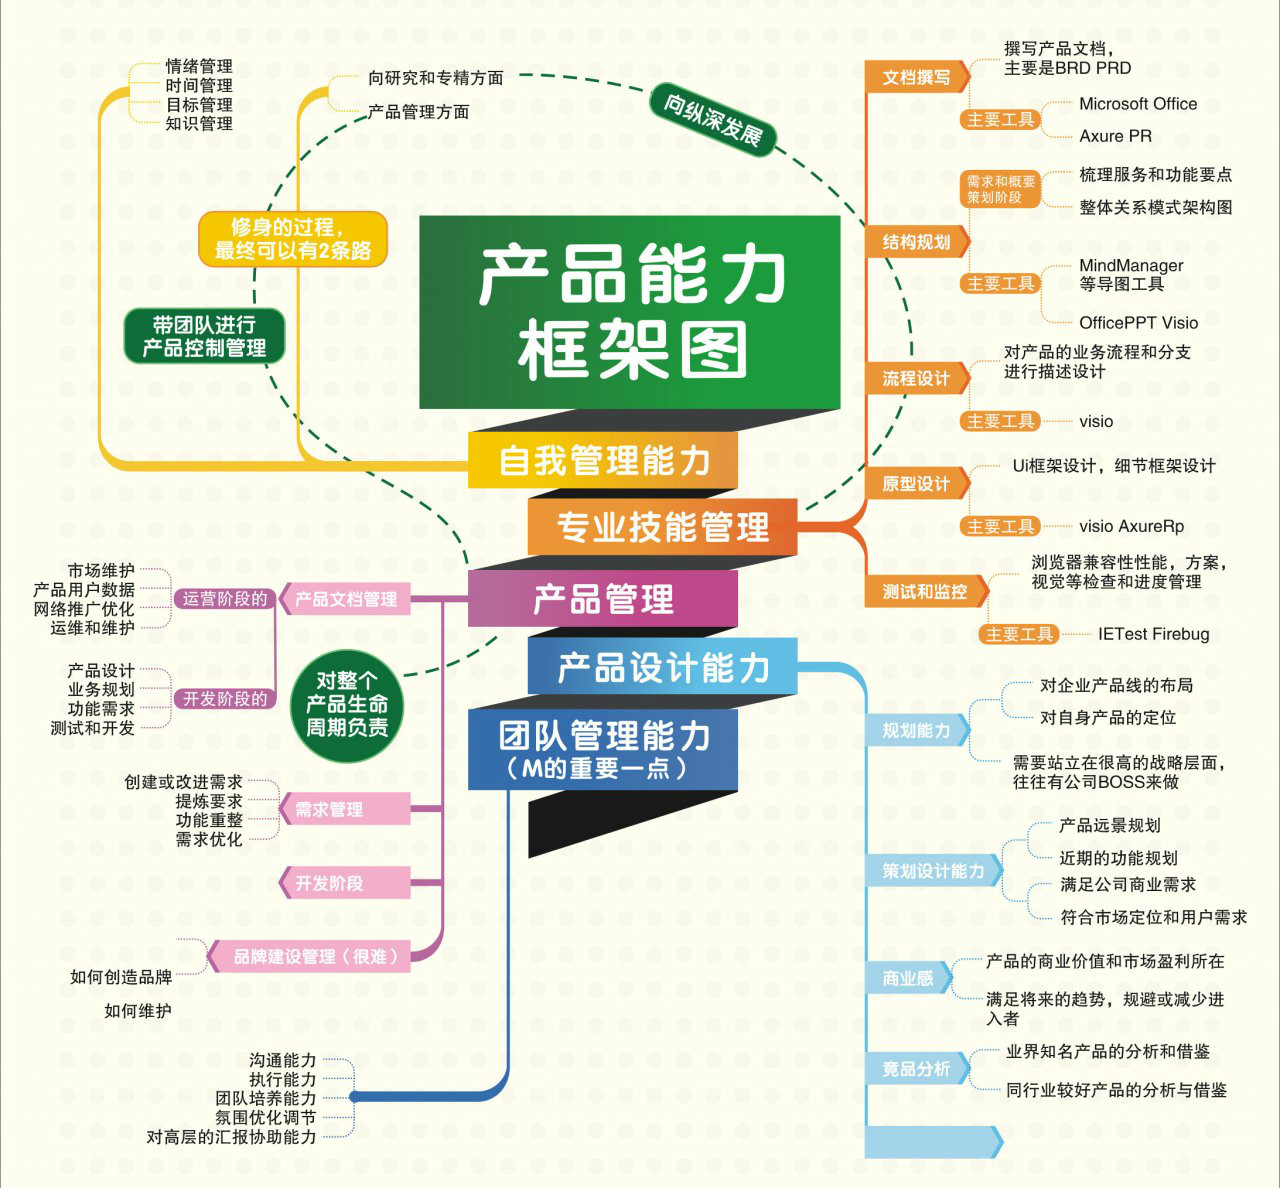 产品能力
框架图
自我管理能力
情绪管理
时间管理
目标管理
知识管理
修身的过程，
最终可以有2条路
向研究和专精方面
产品管理方面
向纵深发展
带团队进行
产品控制管理
专业技能管理
文档撰写
撰写产品文档，
主要是BRD PRD
主要工具
Microsoft Office
Axure PR
结构规划
需求和概要
策划阶段
梳理服务和功能要点
整体关系模式架构图
主要工具
MindManager
等导图工具
OfficePPT Visio
流程设计
对产品的业务流程和分支
进行描述设计
主要工具
visio
原型设计
Ui框架设计，细节框架设计
主要工具
visio AxureRp
测试和监控
浏览器兼容性性能，方案，
视觉等检查和进度管理
主要工具
IETest Firebug
产品管理
产品文档管理
运营阶段的
市场维护
产品用户数据
网络推广优化
运维和维护
开发阶段的
产品设计
业务规划
功能需求
测试和开发
对整个
产品生命
周期负责
需求管理
创建或改进需求
提炼要求
功能重整
需求优化
开发阶段
品牌建设管理（很难）
如何创造品牌
如何维护
产品设计能力
规划能力
对企业产品线的布局
对自身产品的定位
需要站立在很高的战略层面，
往往有公司BOSS来做
策划设计能力
产品远景规划
近期的功能规划
满足公司商业需求
符合市场定位和用户需求
商业感
产品的商业价值和市场盈利所在
满足将来的趋势，规避或减少进
入者
竟品分析
业界知名产品的分析和借鉴
同行业较好产品的分析与借鉴
团队管理能力
（M的重要一点）
沟通能力
执行能力
团队培养能力
氛围优化调节
对高层的汇报协助能力